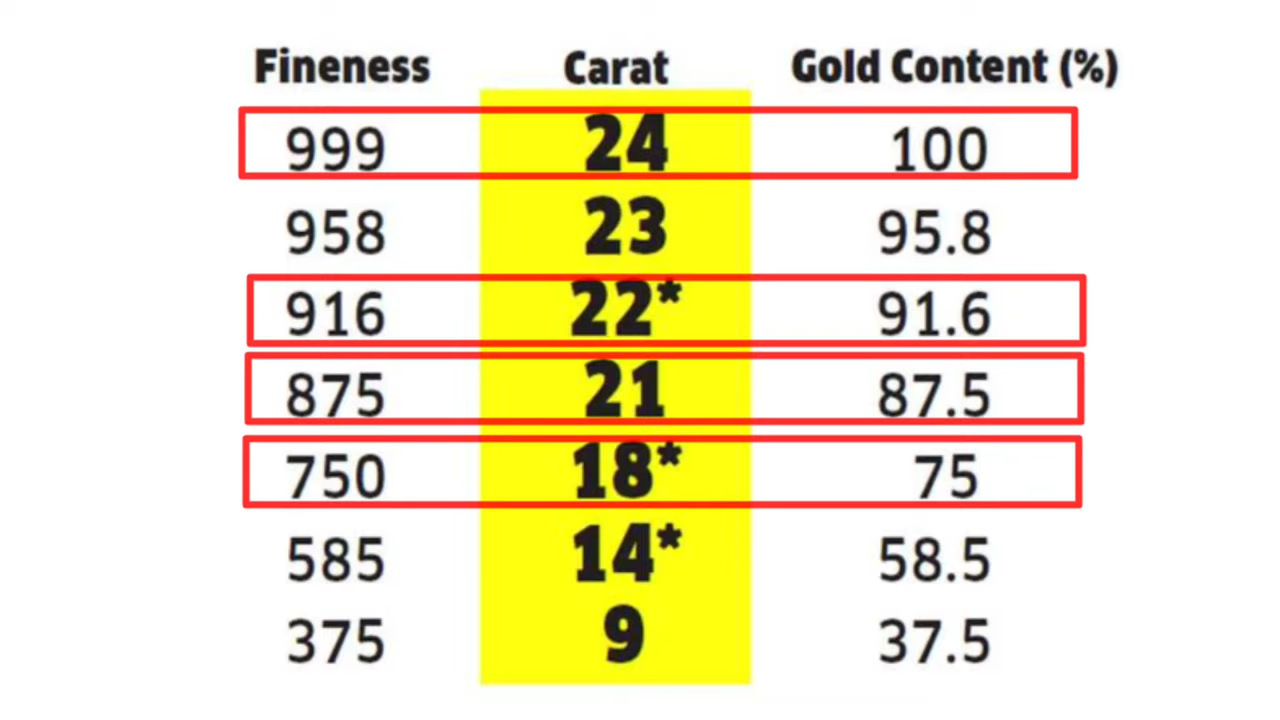 Fineness Carat Gold Content (%)
999 24 100
958 23 95.8
916 22* 91.6
875 21 87.5
750 18* 75
585 14* 58.5
375 9 37.5